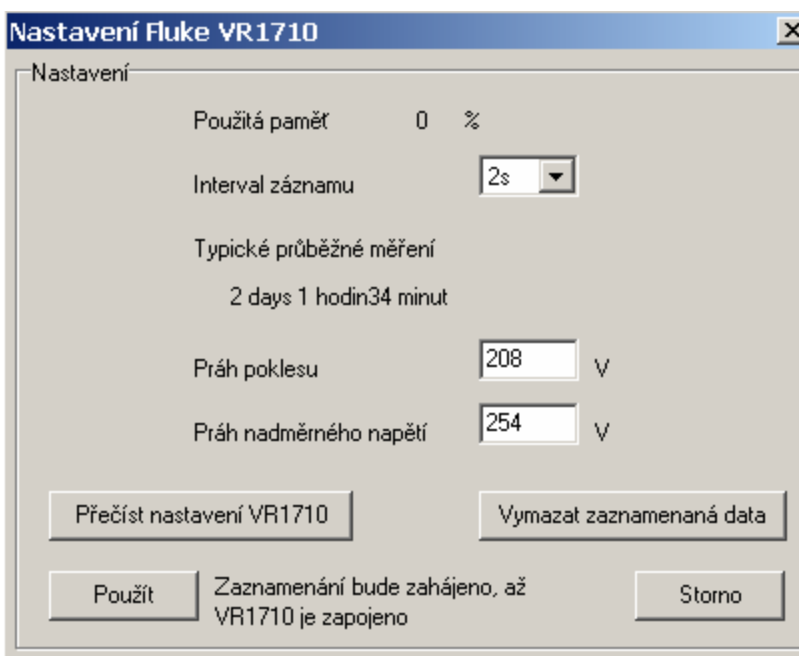 Nastavení Fluke VR1710
Nastavení
Použitá paměť 0 %
Interval záznamu 2s
Typické průběžné měření
2 days 1 hodin34 minut
Práh poklesu 208 V
Práh nadměrného napětí 254 V
Přečíst nastavení VR1710 Vymazat zaznamenaná data
Použít Zaznamenání bude zahájeno, až
VR1710 je zapojeno Storno